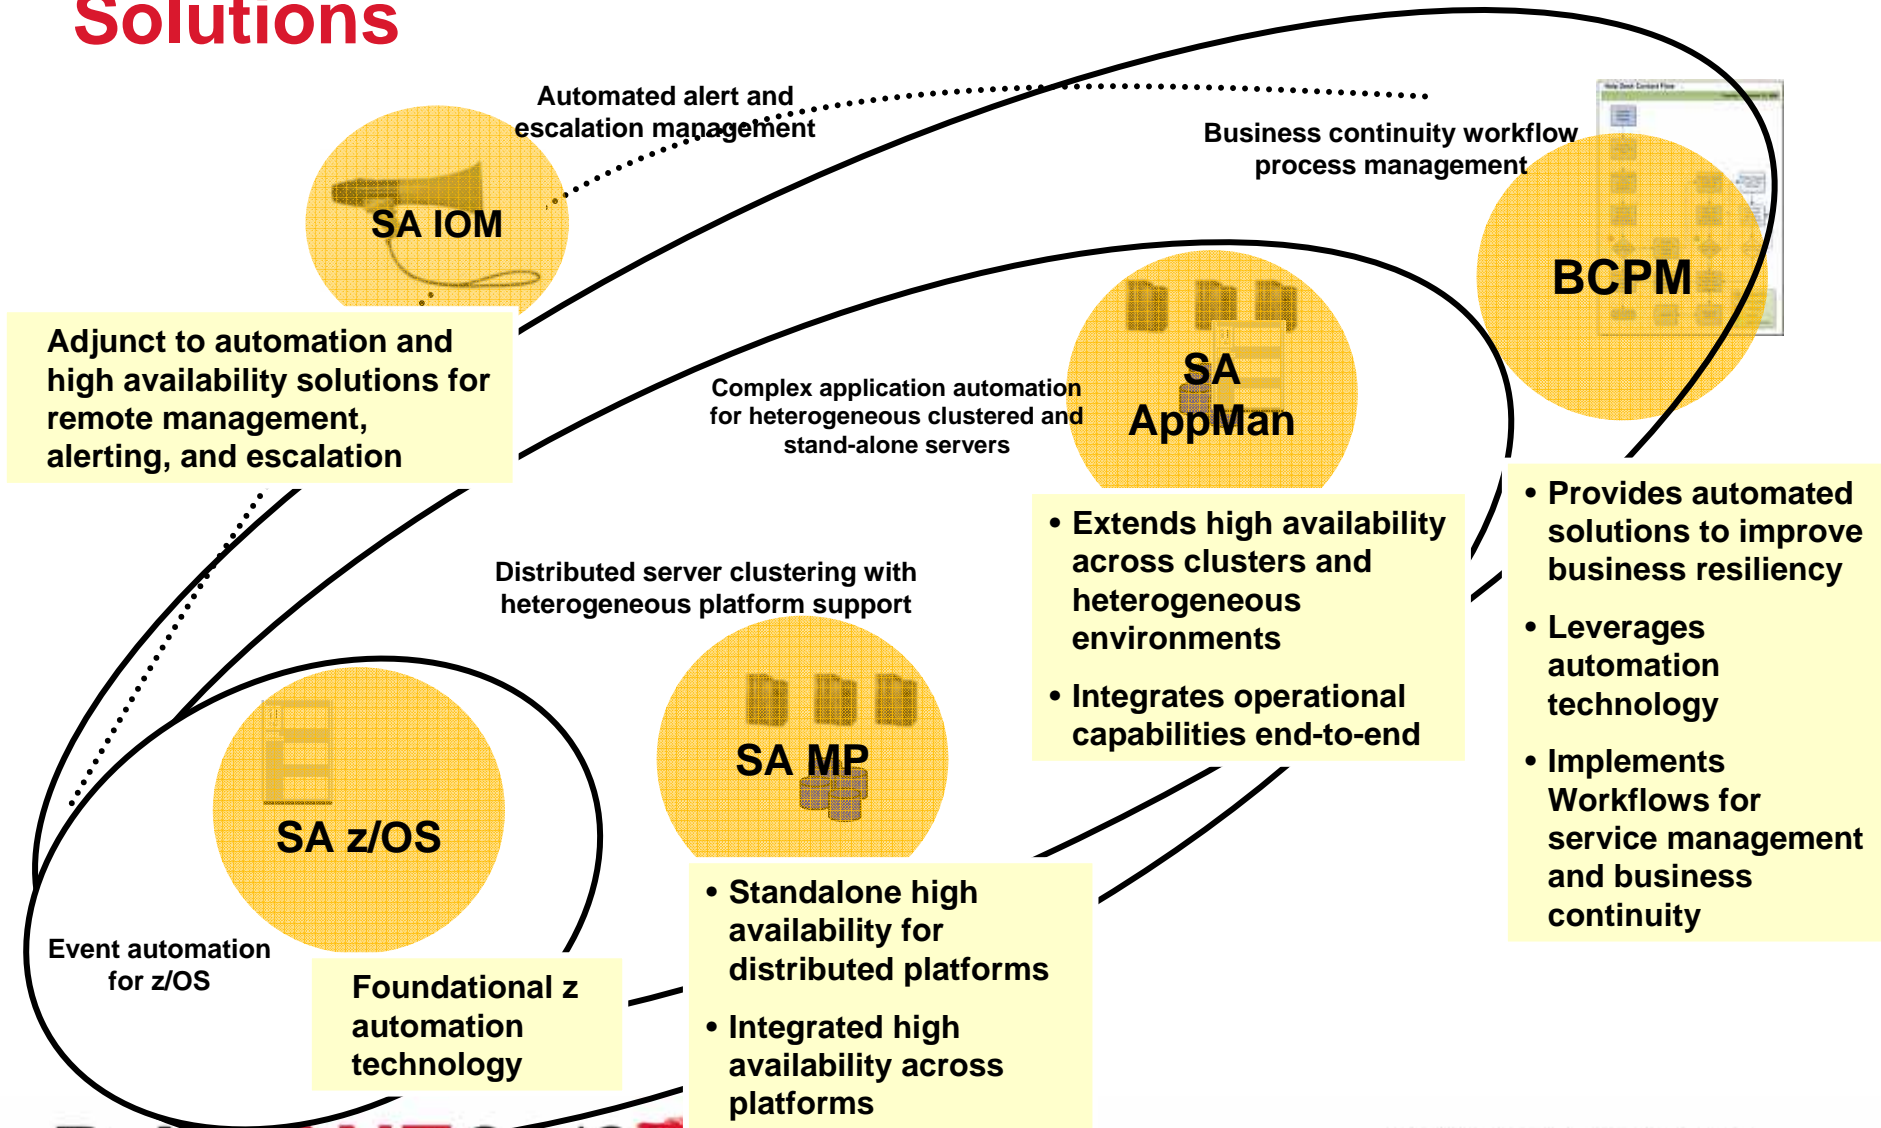 Solutions
Automated alert and
escalation management
Business continuity workflow
process management
Help Desk Contact Flow
SA IOM
BCPM
Adjunct to automation and
high availability solutions for
remote management,
alerting, and escalation
Complex application automation
for heterogeneous clustered and
stand-alone servers
SA
AppMan
• Extends high availability
across clusters and
heterogeneous
environments
• Integrates operational
capabilities end-to-end
• Provides automated
solutions to improve
business resiliency
• Leverages
automation
technology
• Implements
Workflows for
service management
and business
continuity
Distributed server clustering with
heterogeneous platform support
SA MP
SA z/OS
• Standalone high
availability for
distributed platforms
• Integrated high
availability across
platforms
Event automation
for z/OS
Foundational z
automation
technology